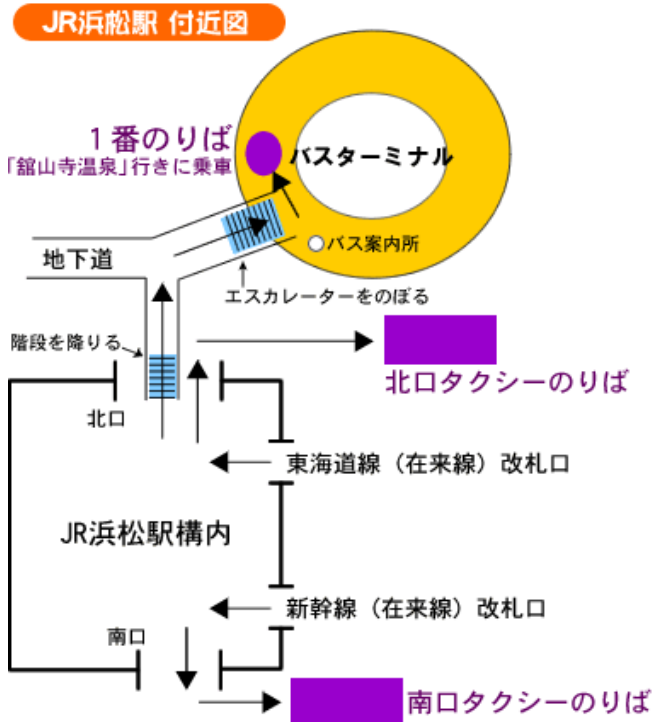 JR浜松駅 付近図
1番のりば
「舘山寺温泉」行きに乗車
バスターミナル
バス案内所
地下道
エスカレーターをのぼる
階段を降りる
北口タクシーのりば
北口
東海道線(在来線)改札口
JR浜松駅構内
新幹線(在来線)改札口
南口
南口タクシーのりば